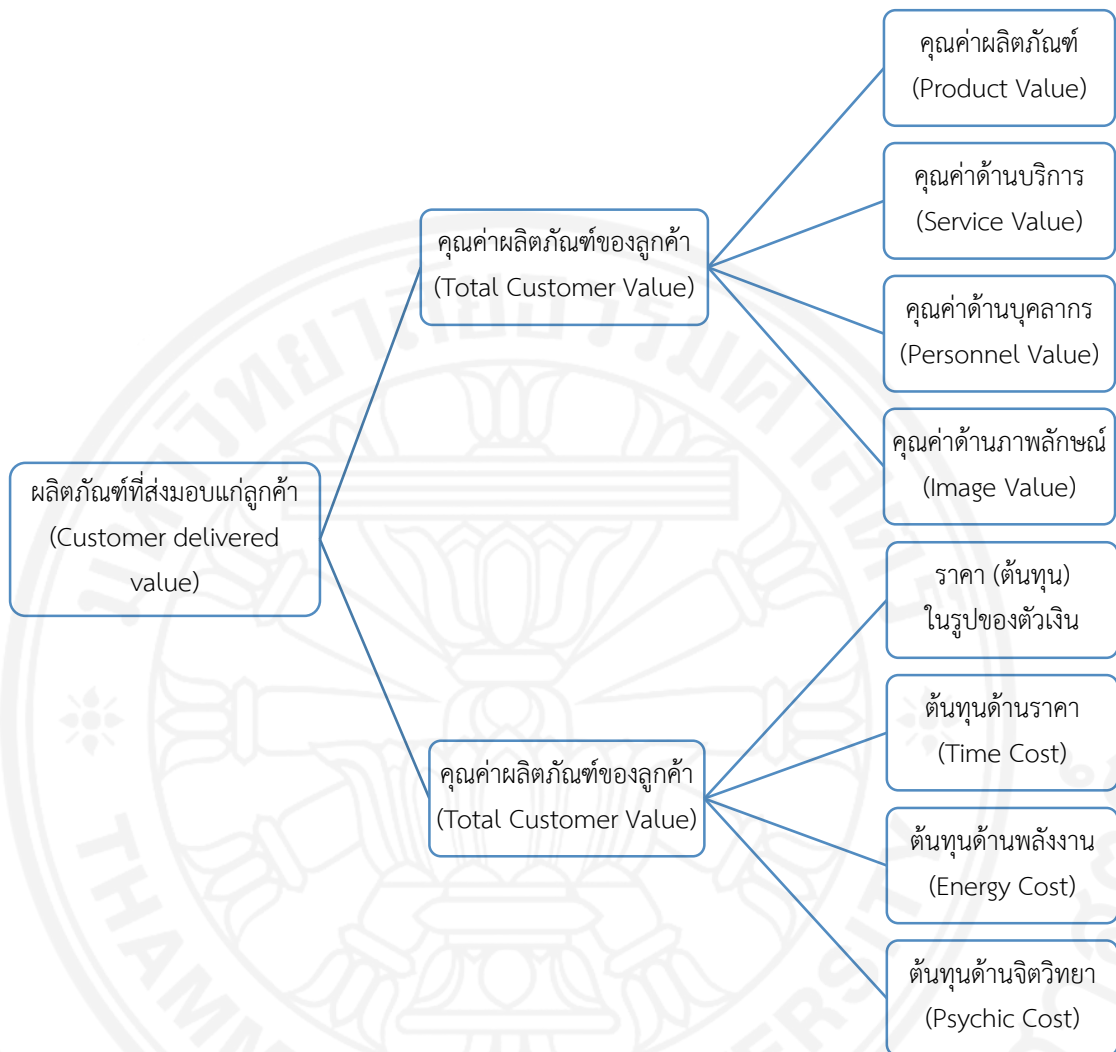 คุณค่าผลิตภัณฑ์
(Product Value)
คุณค่าด้านบริการ
(Service Value)
คุณค่าผลิตภัณฑ์ของลูกค้า
(Total Customer Value)
คุณค่าด้านบุคลากร
(Personnel Value)
คุณค่าด้านภาพลักษณ์
(Image Value)
ผลิตภัณฑ์ที่ส่งมอบแก่ลูกค้า
(Customer delivered
value)
ราคา (ต้นทุน)
ในรูปของตัวเงิน
ต้นทุนด้านราคา
(Time Cost)
คุณค่าผลิตภัณฑ์ของลูกค้า
(Total Customer Value)
ต้นทุนด้านพลังงาน
(Energy Cost)
ต้นทุนด้านจิตวิทยา
(Psychic Cost)